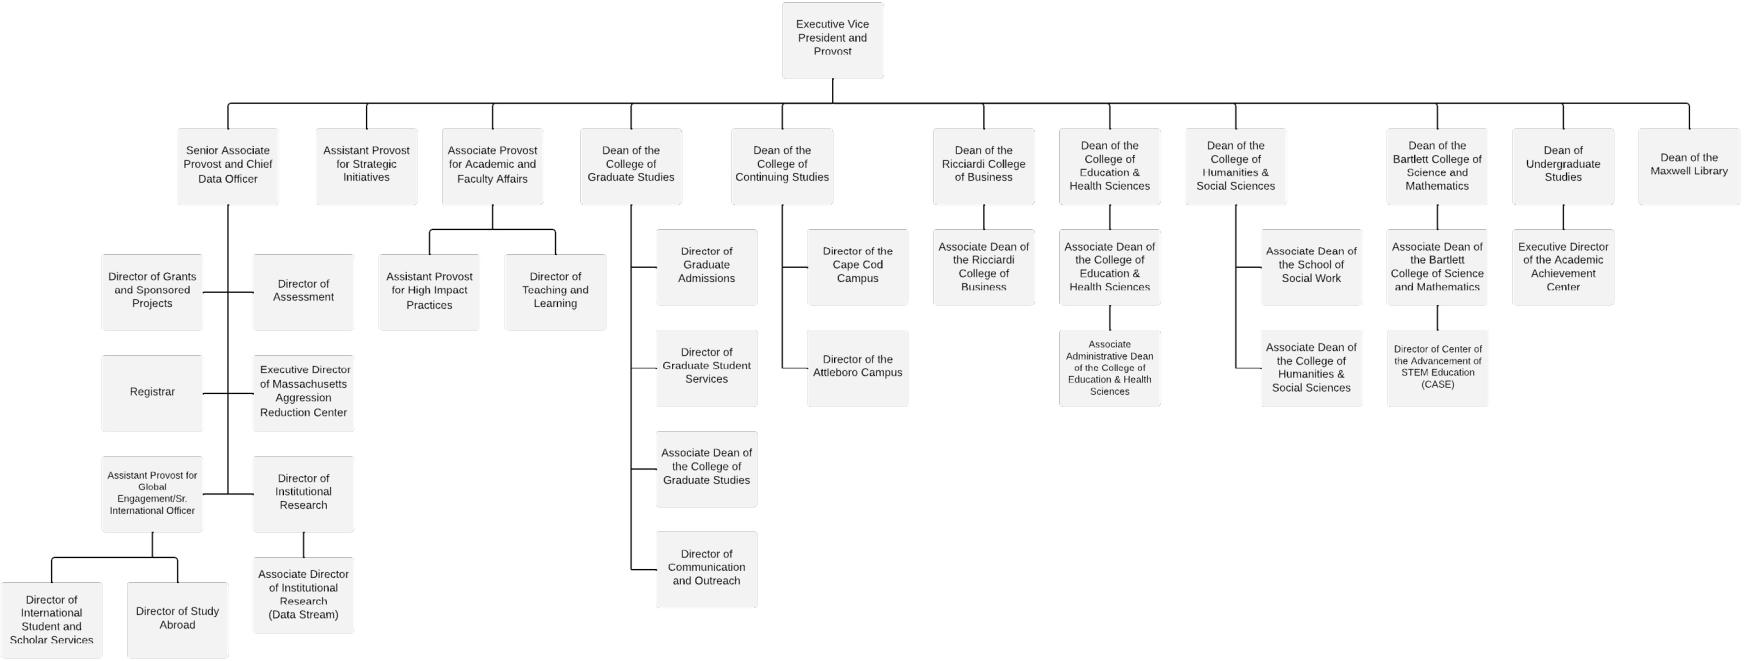 Executive Vice
President and
Provost
Senior Associate
Provost and Chief
Data Officer
Assistant Provost
for Strategic
Initiatives
Associate Provost
for Academic and
Faculty Affairs
Dean of the
College of
Graduate Studies
Dean of the
College of
Continuing Studies
Dean of the
Ricciardi College
of Business
Dean of the
College of
Education &
Health Sciences
Dean of the
College of
Humanities &
Social Sciences
Dean of the
Bartlett College of
Science and
Mathematics
Dean of
Undergraduate
Studies
Dean of the
Maxwell Library
Director of Grants
and Sponsored
Projects
Director of
Assessment
Assistant Provost
for High Impact
Practices
Director of
Teaching and
Learning
Director of
Graduate
Admissions
Director of the
Cape Cod
Campus
Associate Dean of
the Ricciardi
College of
Business
Associate Dean of
the College of
Education &
Health Sciences
Associate Dean of
the School of
Social Work
Associate Dean of
the Bartlett
College of Science
and Mathematics
Executive Director
of the Academic
Achievement
Center
Registrar
Executive Director
of Massachusetts
Aggression
Reduction Center
Director of
Graduate Student
Services
Director of the
Attleboro Campus
Associate
Administrative Dean
of the College of
Education & Health
Sciences
Associate Dean of
the College of
Humanities &
Social Sciences
Director of Center of
the Advancement of
STEM Education
(CASE)
Assistant Provost for
Global
Engagement/Sr.
International Officer
Director of
Institutional
Research
Associate Dean of
the College of
Graduate Studies
Director of
International
Student and
Scholar Services
Director of Study
Abroad
Associate Director
of Institutional
Research
(Data Stream)
Director of
Communication
and Outreach